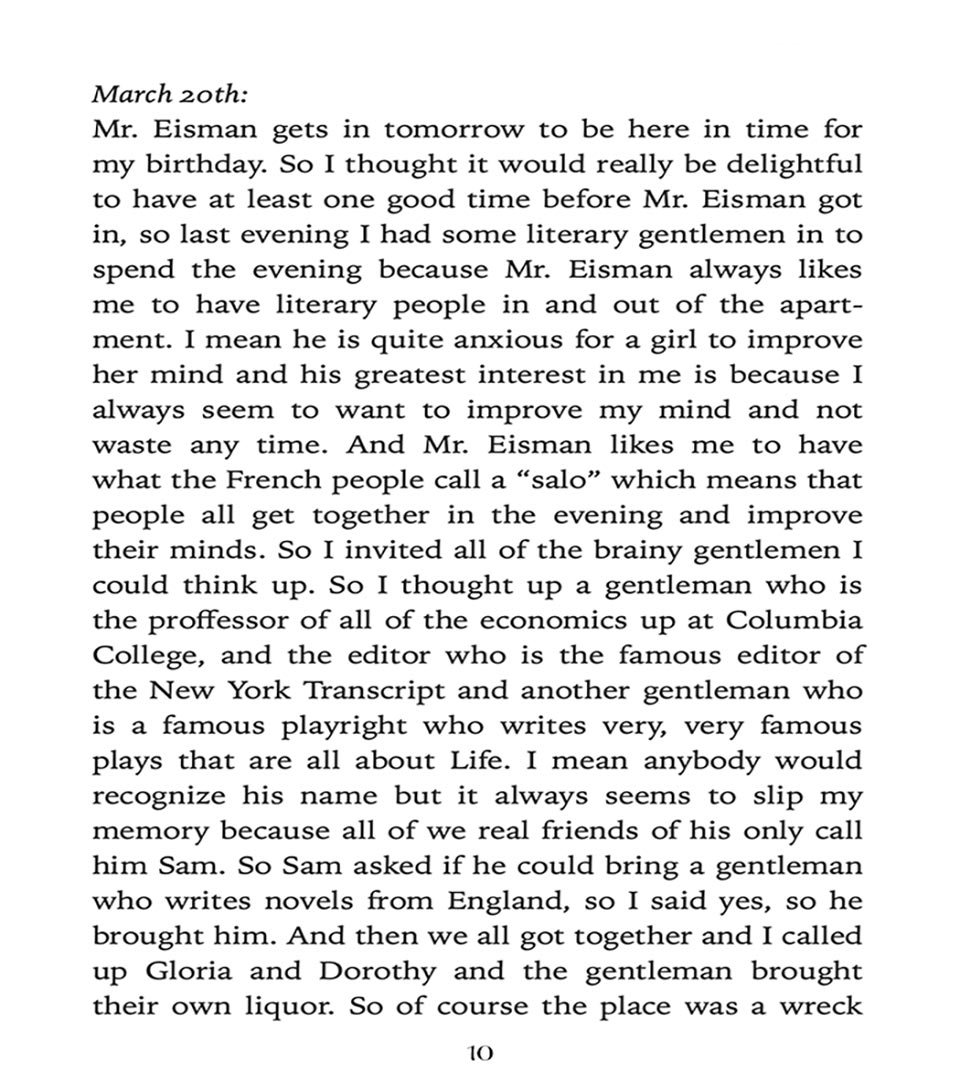 March 20th:
Mr. Eisman gets in tomorrow to be here in time for
my birthday. So I thought it would really be delightful
to have at least one good time before Mr. Eisman got
in, so last evening I had some literary gentlemen in to
spend the evening because Mr. Eisman always likes
me to have literary people in and out of the apart-
ment. I mean he is quite anxious for a girl to improve
her mind and his greatest interest in me is because I
always seem to want to improve my mind and not
waste any time. And Mr. Eisman likes me to have
what the French people call a “salo” which means that
people all get together in the evening and improve
their minds. So I invited all of the brainy gentlemen I
could think up. So I thought up a gentleman who is
the proffessor of all of the economics up at Columbia
College, and the editor who is the famous editor of
the New York Transcript and another gentleman who
is a famous playright who writes very, very famous
plays that are all about Life. I mean anybody would
recognize his name but it always seems to slip my
memory because all of we real friends of his only call
him Sam. So Sam asked if he could bring a gentleman
who writes novels from England, so I said yes, so he
brought him. And then we all got together and I called
up Gloria and Dorothy and the gentleman brought
their own liquor. So of course the place was a wreck
10